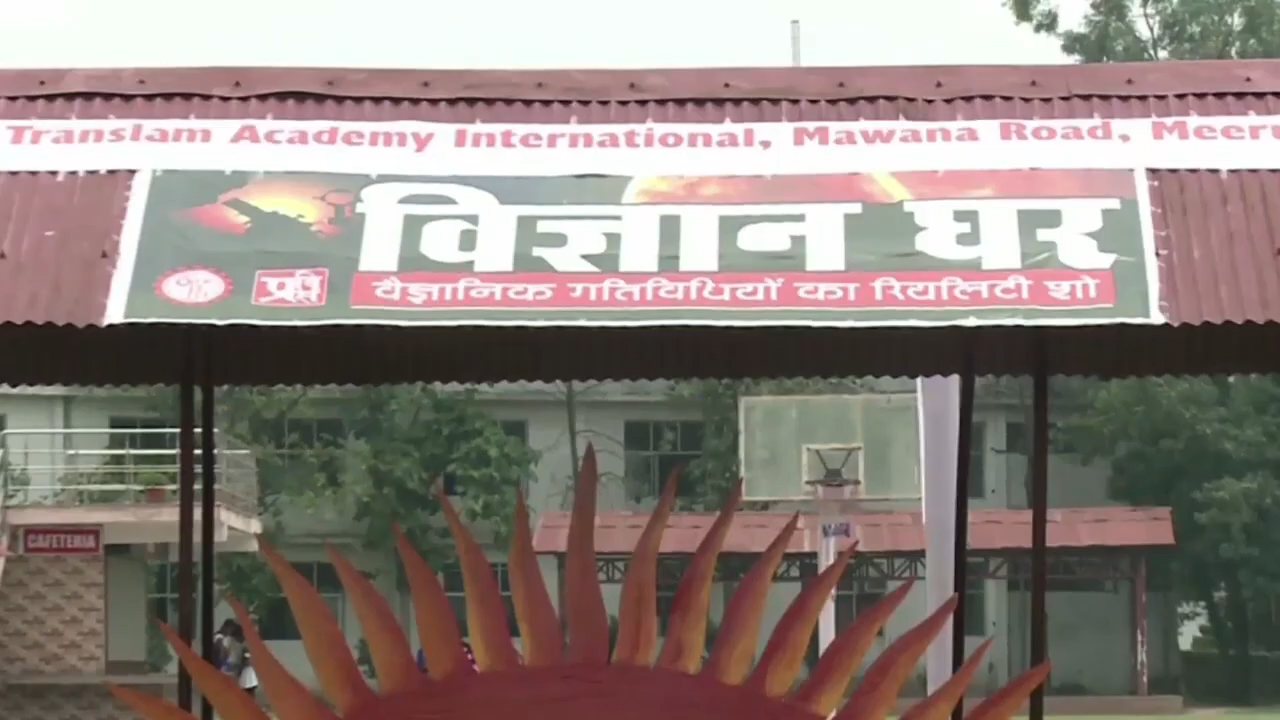 Translam Academy International, Mawana Road, Meeru
विज्ञान घर
वैज्ञानिक गतिविधियों का रियलिटी शो
CAFETERIA